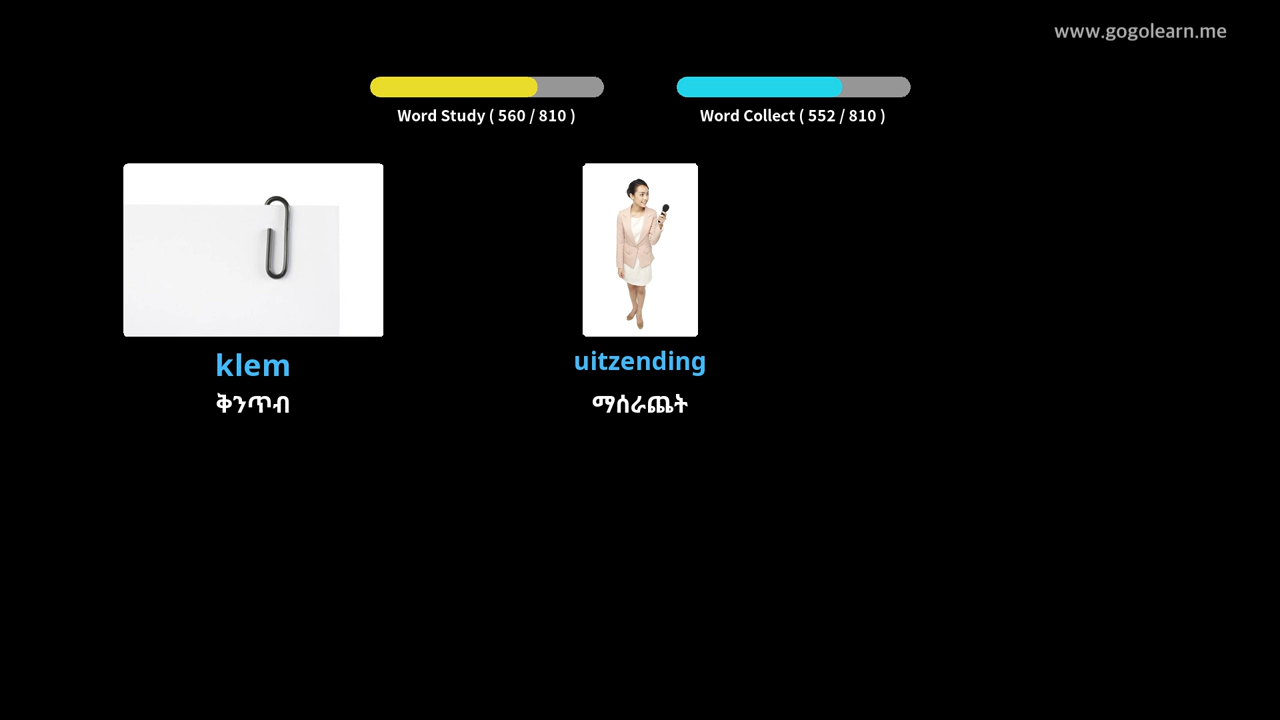 www.gogolearn.me
Word Study ( 560 / 810 )
Word Collect ( 552 / 810 )
klem
ቅንጥብ
uitzending
ማሰራጨት